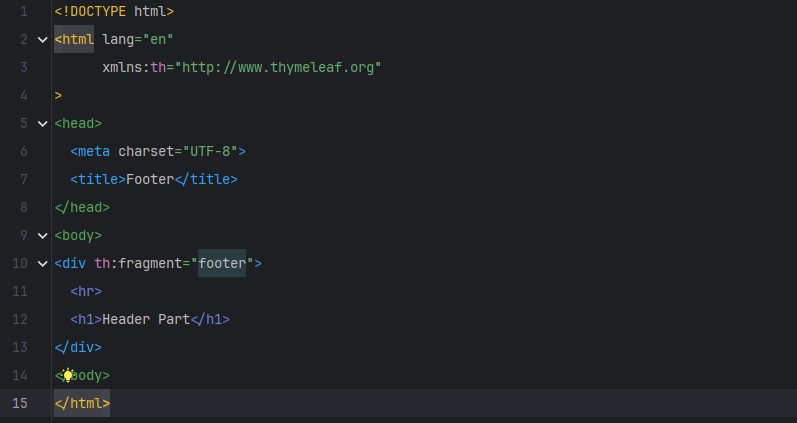 1 <!DOCTYPE html>
2 <html lang="en"
3 xmlns:th="http://www.thymeleaf.org"
4 >
5 <head>
6 <meta charset="UTF-8">
7 <title>Footer</title>
8 </head>
9 <body>
10 <div th:fragment="footer">
11 <hr>
12 <h1>Header Part</h1>
13 </div>
14 </body>
15 </html>